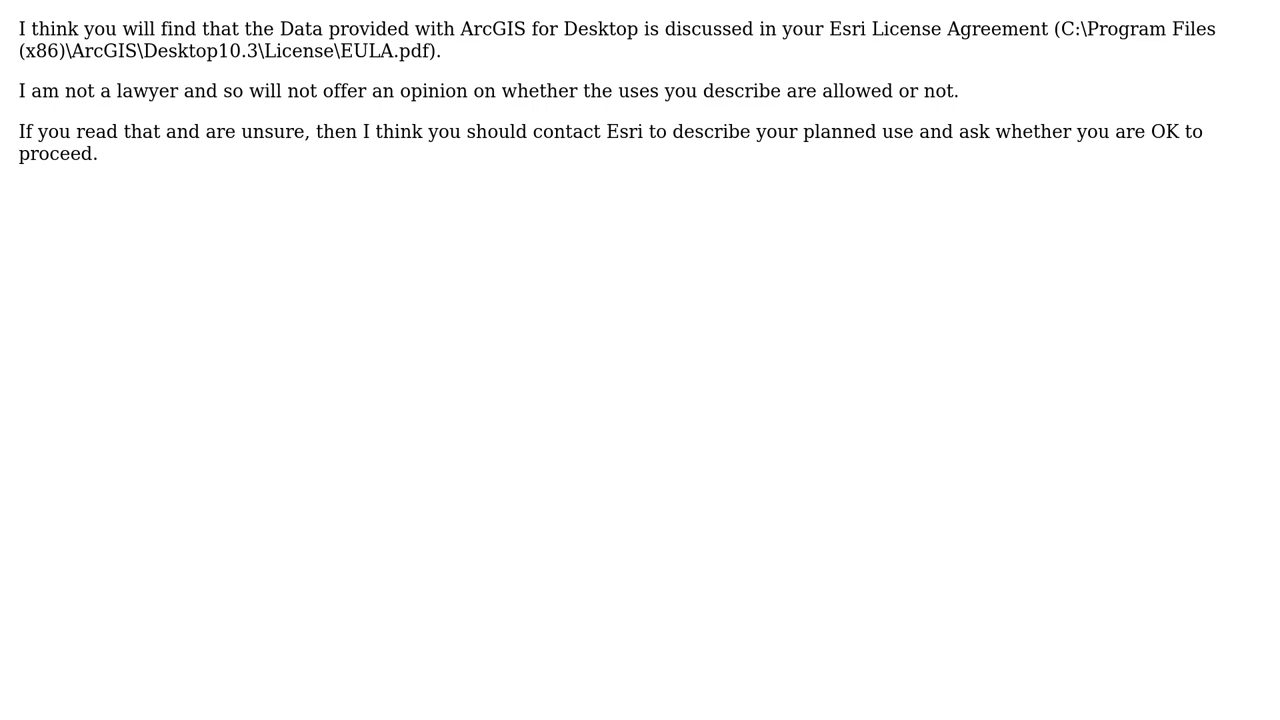 I think you will find that the Data provided with ArcGIS for Desktop is discussed in your Esri License Agreement (C:\Program Files
(x86)\ArcGIS\Desktop10.3\License\EULA.pdf).
I am not a lawyer and so will not offer an opinion on whether the uses you describe are allowed or not.
If you read that and are unsure, then I think you should contact Esri to describe your planned use and ask whether you are OK to
proceed.